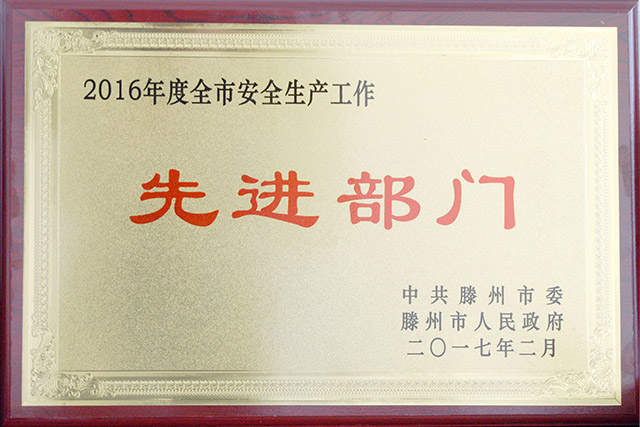 2016年度全市安全生产工作
先进部门
中共滕州市委
滕州市人民政府
二〇一七年二月